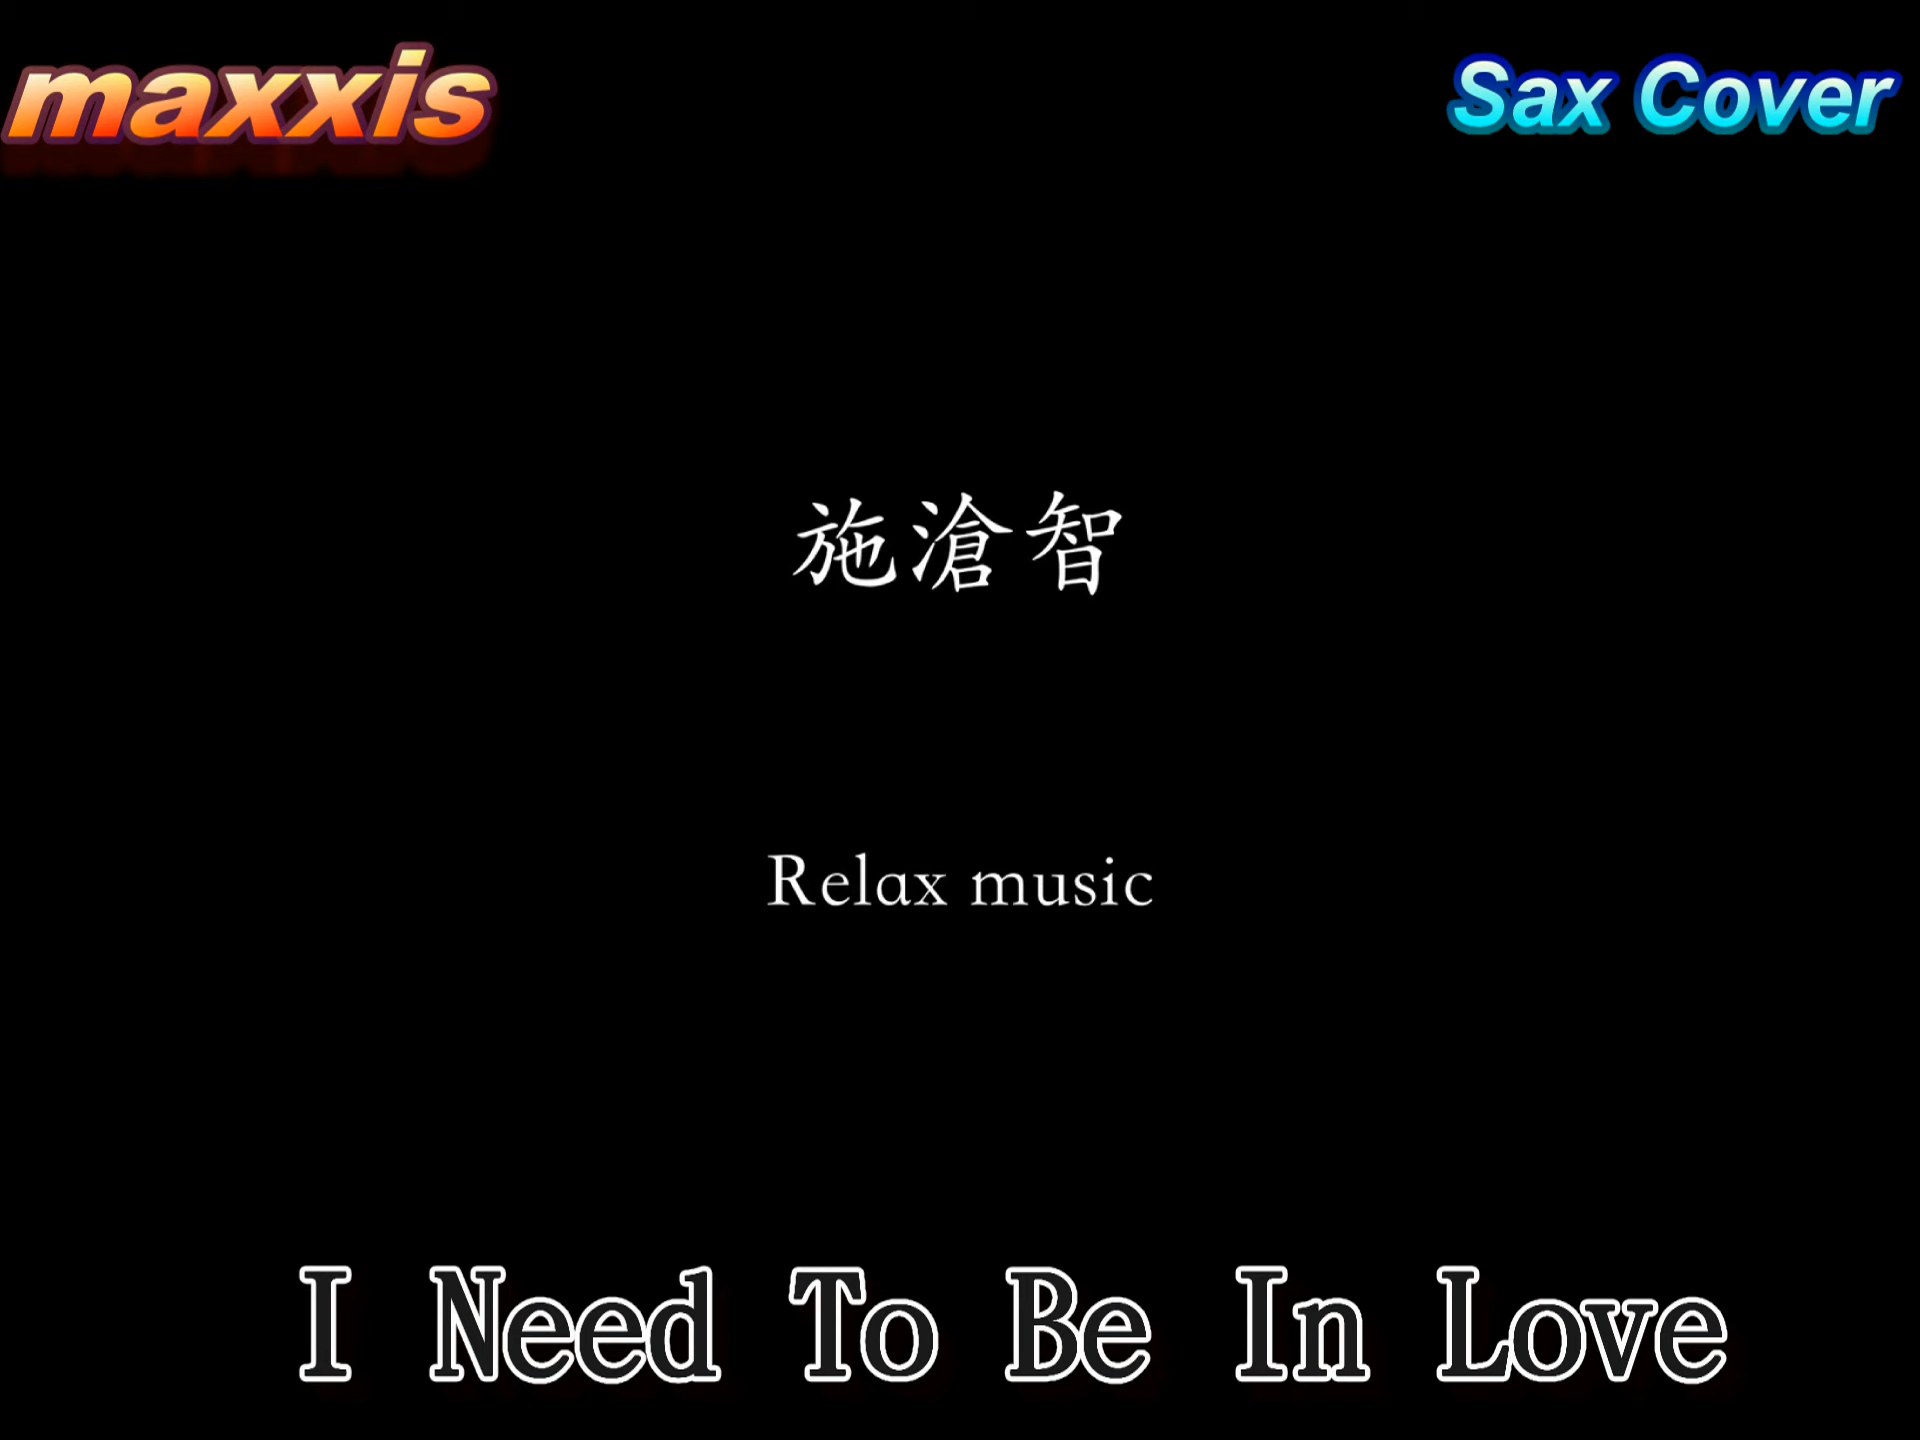 maxxis
Sax Cover
施滄智
Relax music
I Need To Be In Love